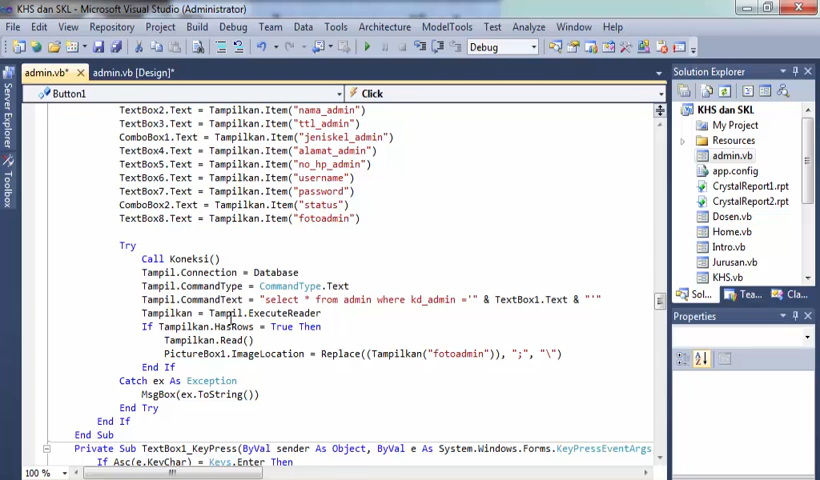 KHS dan SKL - Microsoft Visual Studio (Administrator)
File Edit View Repository Project Build Debug Team Data Tools Architecture ModelTools Test Analyze Window Help
Debug
admin.vb* admin.vb [Design]*
Button1 Click
TextBox2.Text = Tampilkan.Item("nama_admin")
TextBox3.Text = Tampilkan.Item("ttl_admin")
ComboBox1.Text = Tampilkan.Item("jeniskel_admin")
TextBox4.Text = Tampilkan.Item("alamat_admin")
TextBox5.Text = Tampilkan.Item("no_hp_admin")
TextBox6.Text = Tampilkan.Item("username")
TextBox7.Text = Tampilkan.Item("password")
ComboBox2.Text = Tampilkan.Item("status")
TextBox8.Text = Tampilkan.Item("fotoadmin")
Try
Call Koneksi()
Tampil.Connection = Database
Tampil.CommandType = CommandType.Text
Tampil.CommandText = "select * from admin where kd_admin ='" & TextBox1.Text & "'"
Tampilkan = Tampil.ExecuteReader
If Tampilkan.HasRows = True Then
Tampilkan.Read()
PictureBox1.ImageLocation = Replace((Tampilkan("fotoadmin")), ";", "\")
End If
Catch ex As Exception
MsgBox(ex.ToString())
End Try
End If
End Sub
Private Sub TextBox1_KeyPress(ByVal sender As Object, ByVal e As System.Windows.Forms.KeyPressEventArgs
If Asc(e.KeyChar) = Keys.Enter Then
100 %
Server Explorer
Toolbox
Solution Explorer
KHS dan SKL
My Project
Resources
admin.vb
app.config
CrystalReport1.rpt
CrystalReport2.rpt
Dosen.vb
Home.vb
Intro.vb
Jurusan.vb
KHS.vb
Sol... Tea... Cla...
Properties